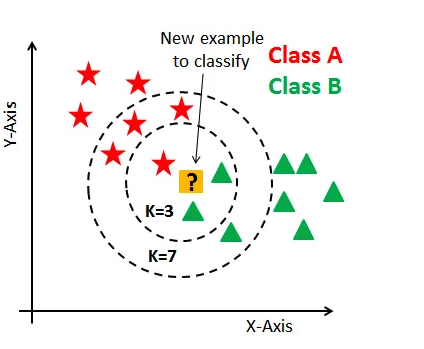 New example
to classify
Class A
Class B
Y-Axis
?
K=3
K=7
X-Axis